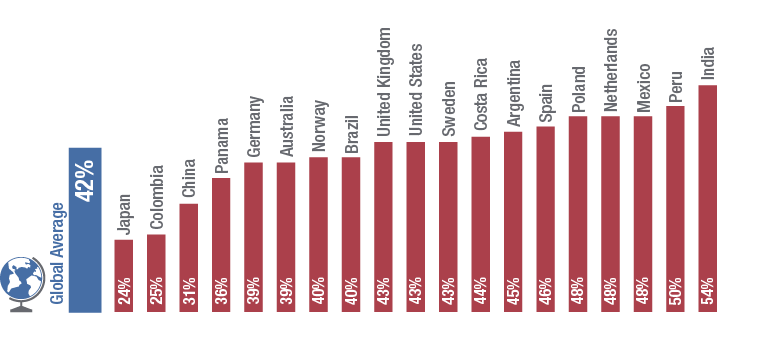 Global Average
42%
Japan
24%
Colombia
25%
China
31%
Panama
36%
Germany
39%
Australia
39%
Norway
40%
Brazil
40%
United Kingdom
43%
United States
43%
Sweden
43%
Costa Rica
44%
Argentina
45%
Spain
46%
Poland
48%
Netherlands
48%
Mexico
48%
Peru
50%
India
54%